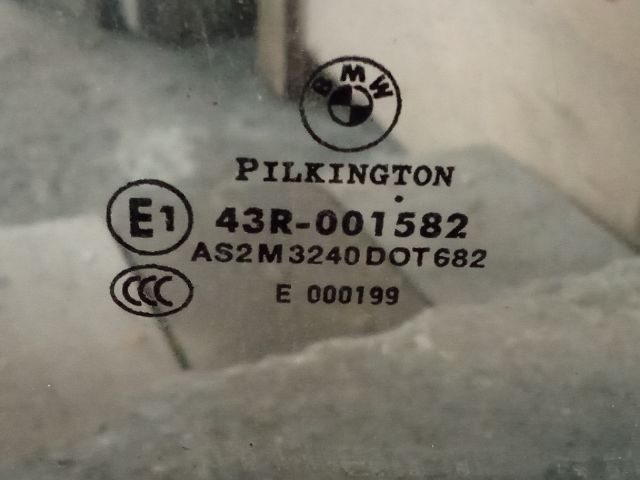 BMW
PILKINGTON
E1 43R-001582
AS2 M3240 DOT682
CCC E 000199